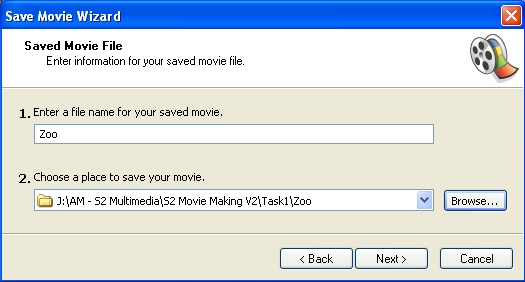 Save Movie Wizard
Saved Movie File
Enter information for your saved movie file.
1. Enter a file name for your saved movie.
Zoo
2. Choose a place to save your movie.
J:\AM - S2 Multimedia\S2 Movie Making V2\Task1\Zoo
Browse...
< Back
Next >
Cancel